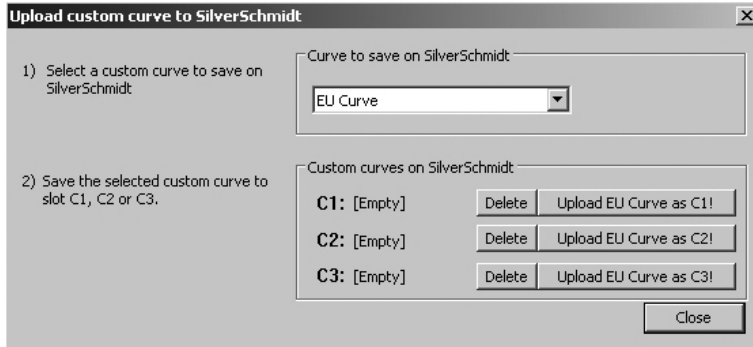 Upload custom curve to SilverSchmidt
1) Select a custom curve to save on
SilverSchmidt
Curve to save on SilverSchmidt
EU Curve
2) Save the selected custom curve to
slot C1, C2 or C3.
Custom curves on SilverSchmidt
C1: [Empty] Delete Upload EU Curve as C1!
C2: [Empty] Delete Upload EU Curve as C2!
C3: [Empty] Delete Upload EU Curve as C3!
Close